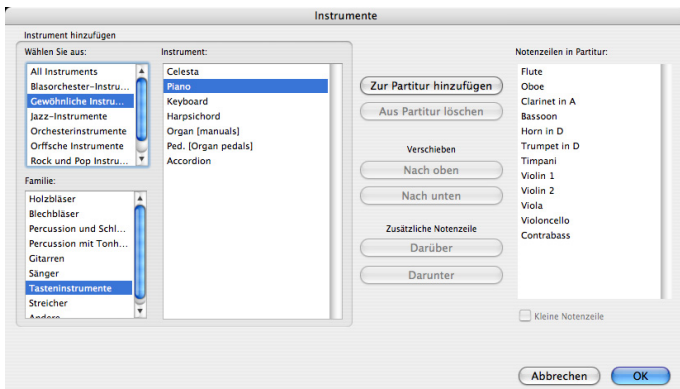 Instrumente
Instrument hinzufügen
Wählen Sie aus:
All Instruments
Blasorchester-Instru...
Gewöhnliche Instru...
Jazz-Instrumente
Orchesterinstrumente
Orffsche Instrumente
Rock und Pop Instru...
Familie:
Holzbläser
Blechbläser
Percussion und Schl...
Percussion mit Tonh...
Gitarren
Sänger
Tasteninstrumente
Streicher
Andere
Instrument:
Celesta
Piano
Keyboard
Harpsichord
Organ [manuals]
Ped. [Organ pedals]
Accordion
Zur Partitur hinzufügen
Aus Partitur löschen
Verschieben
Nach oben
Nach unten
Zusätzliche Notenzeile
Darüber
Darunter
Notenzeilen in Partitur:
Flute
Oboe
Clarinet in A
Bassoon
Horn in D
Trumpet in D
Timpani
Violin 1
Violin 2
Viola
Violoncello
Contrabass
Kleine Notenzeile
Abbrechen
OK